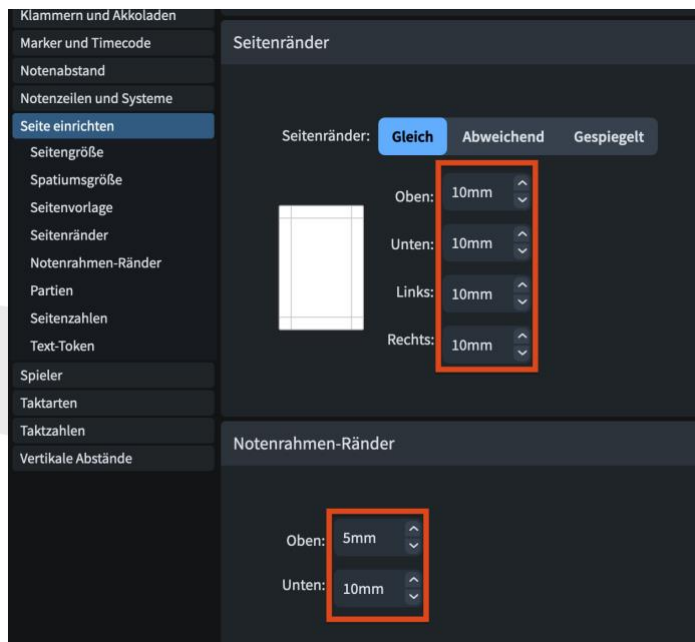 Klammern und Akkoladen
Marker und Timecode
Notenabstand
Notenzeilen und Systeme
Seite einrichten
Seitengröße
Spatiumsgröße
Seitenvorlage
Seitenränder
Notenrahmen-Ränder
Partien
Seitenzahlen
Text-Token
Spieler
Taktarten
Taktzahlen
Vertikale Abstände
Seitenränder
Seitenränder: Gleich Abweichend Gespiegelt
Oben: 10mm
Unten: 10mm
Links: 10mm
Rechts: 10mm
Notenrahmen-Ränder
Oben: 5mm
Unten: 10mm